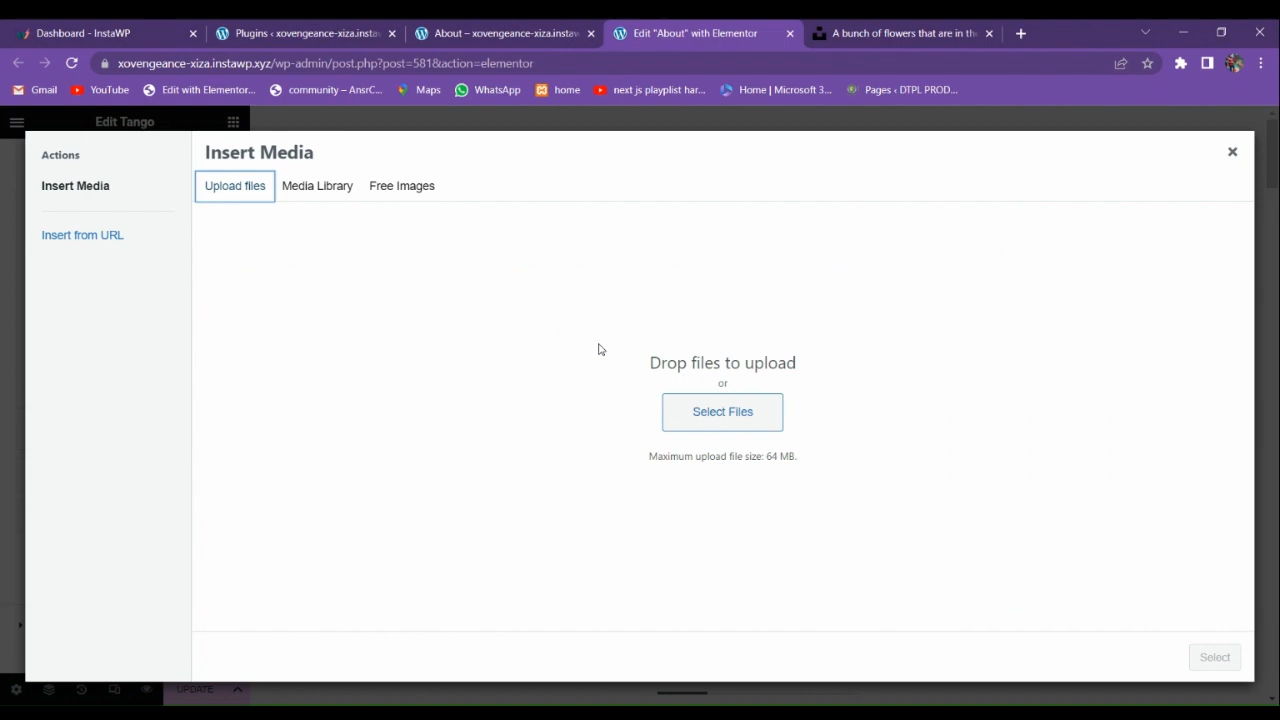 Dashboard - InstaWP
Plugins ‹ xovengeance-xiza.instaw
About – xovengeance-xiza.instaw
Edit "About" with Elementor
A bunch of flowers that are in th
xovengeance-xiza.instawp.xyz/wp-admin/post.php?post=581&action=elementor
Gmail
YouTube
Edit with Elementor...
community – AnsrC...
Maps
WhatsApp
home
next js playlist har...
Home | Microsoft 3...
Pages ‹ DTPL PROD...
Edit Tango
Actions
Insert Media
Insert from URL
Insert Media
Upload files
Media Library
Free Images
Drop files to upload
or
Select Files
Maximum upload file size: 64 MB.
Select
UPDATE